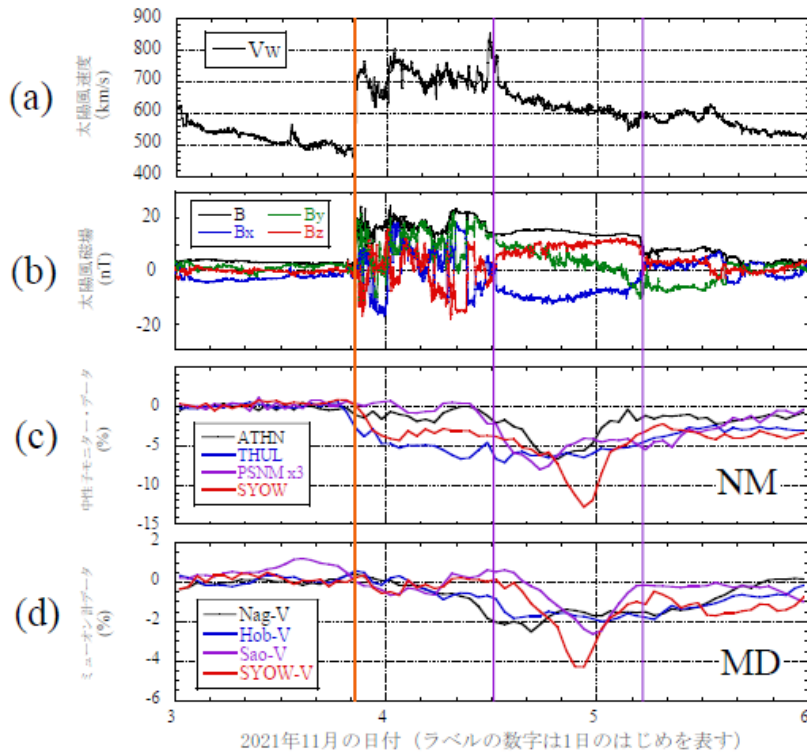 900
800
700
600
500
400
Vw
(a)
太陽風速度
(km/s)
20
0
-20
B
By
Bx
Bz
(b)
太陽風磁場
(nT)
0
-5
-10
-15
ATHN
THUL
PSNM x3
SYOW
NM
(c)
中性子モニター・データ
(%)
2
0
-2
-4
-6
Nag-V
Hob-V
Sao-V
SYOW-V
MD
(d)
ミューオン計データ
(%)
3
4
5
6
2021年11月の日付（ラベルの数字は1日のはじめを表す）